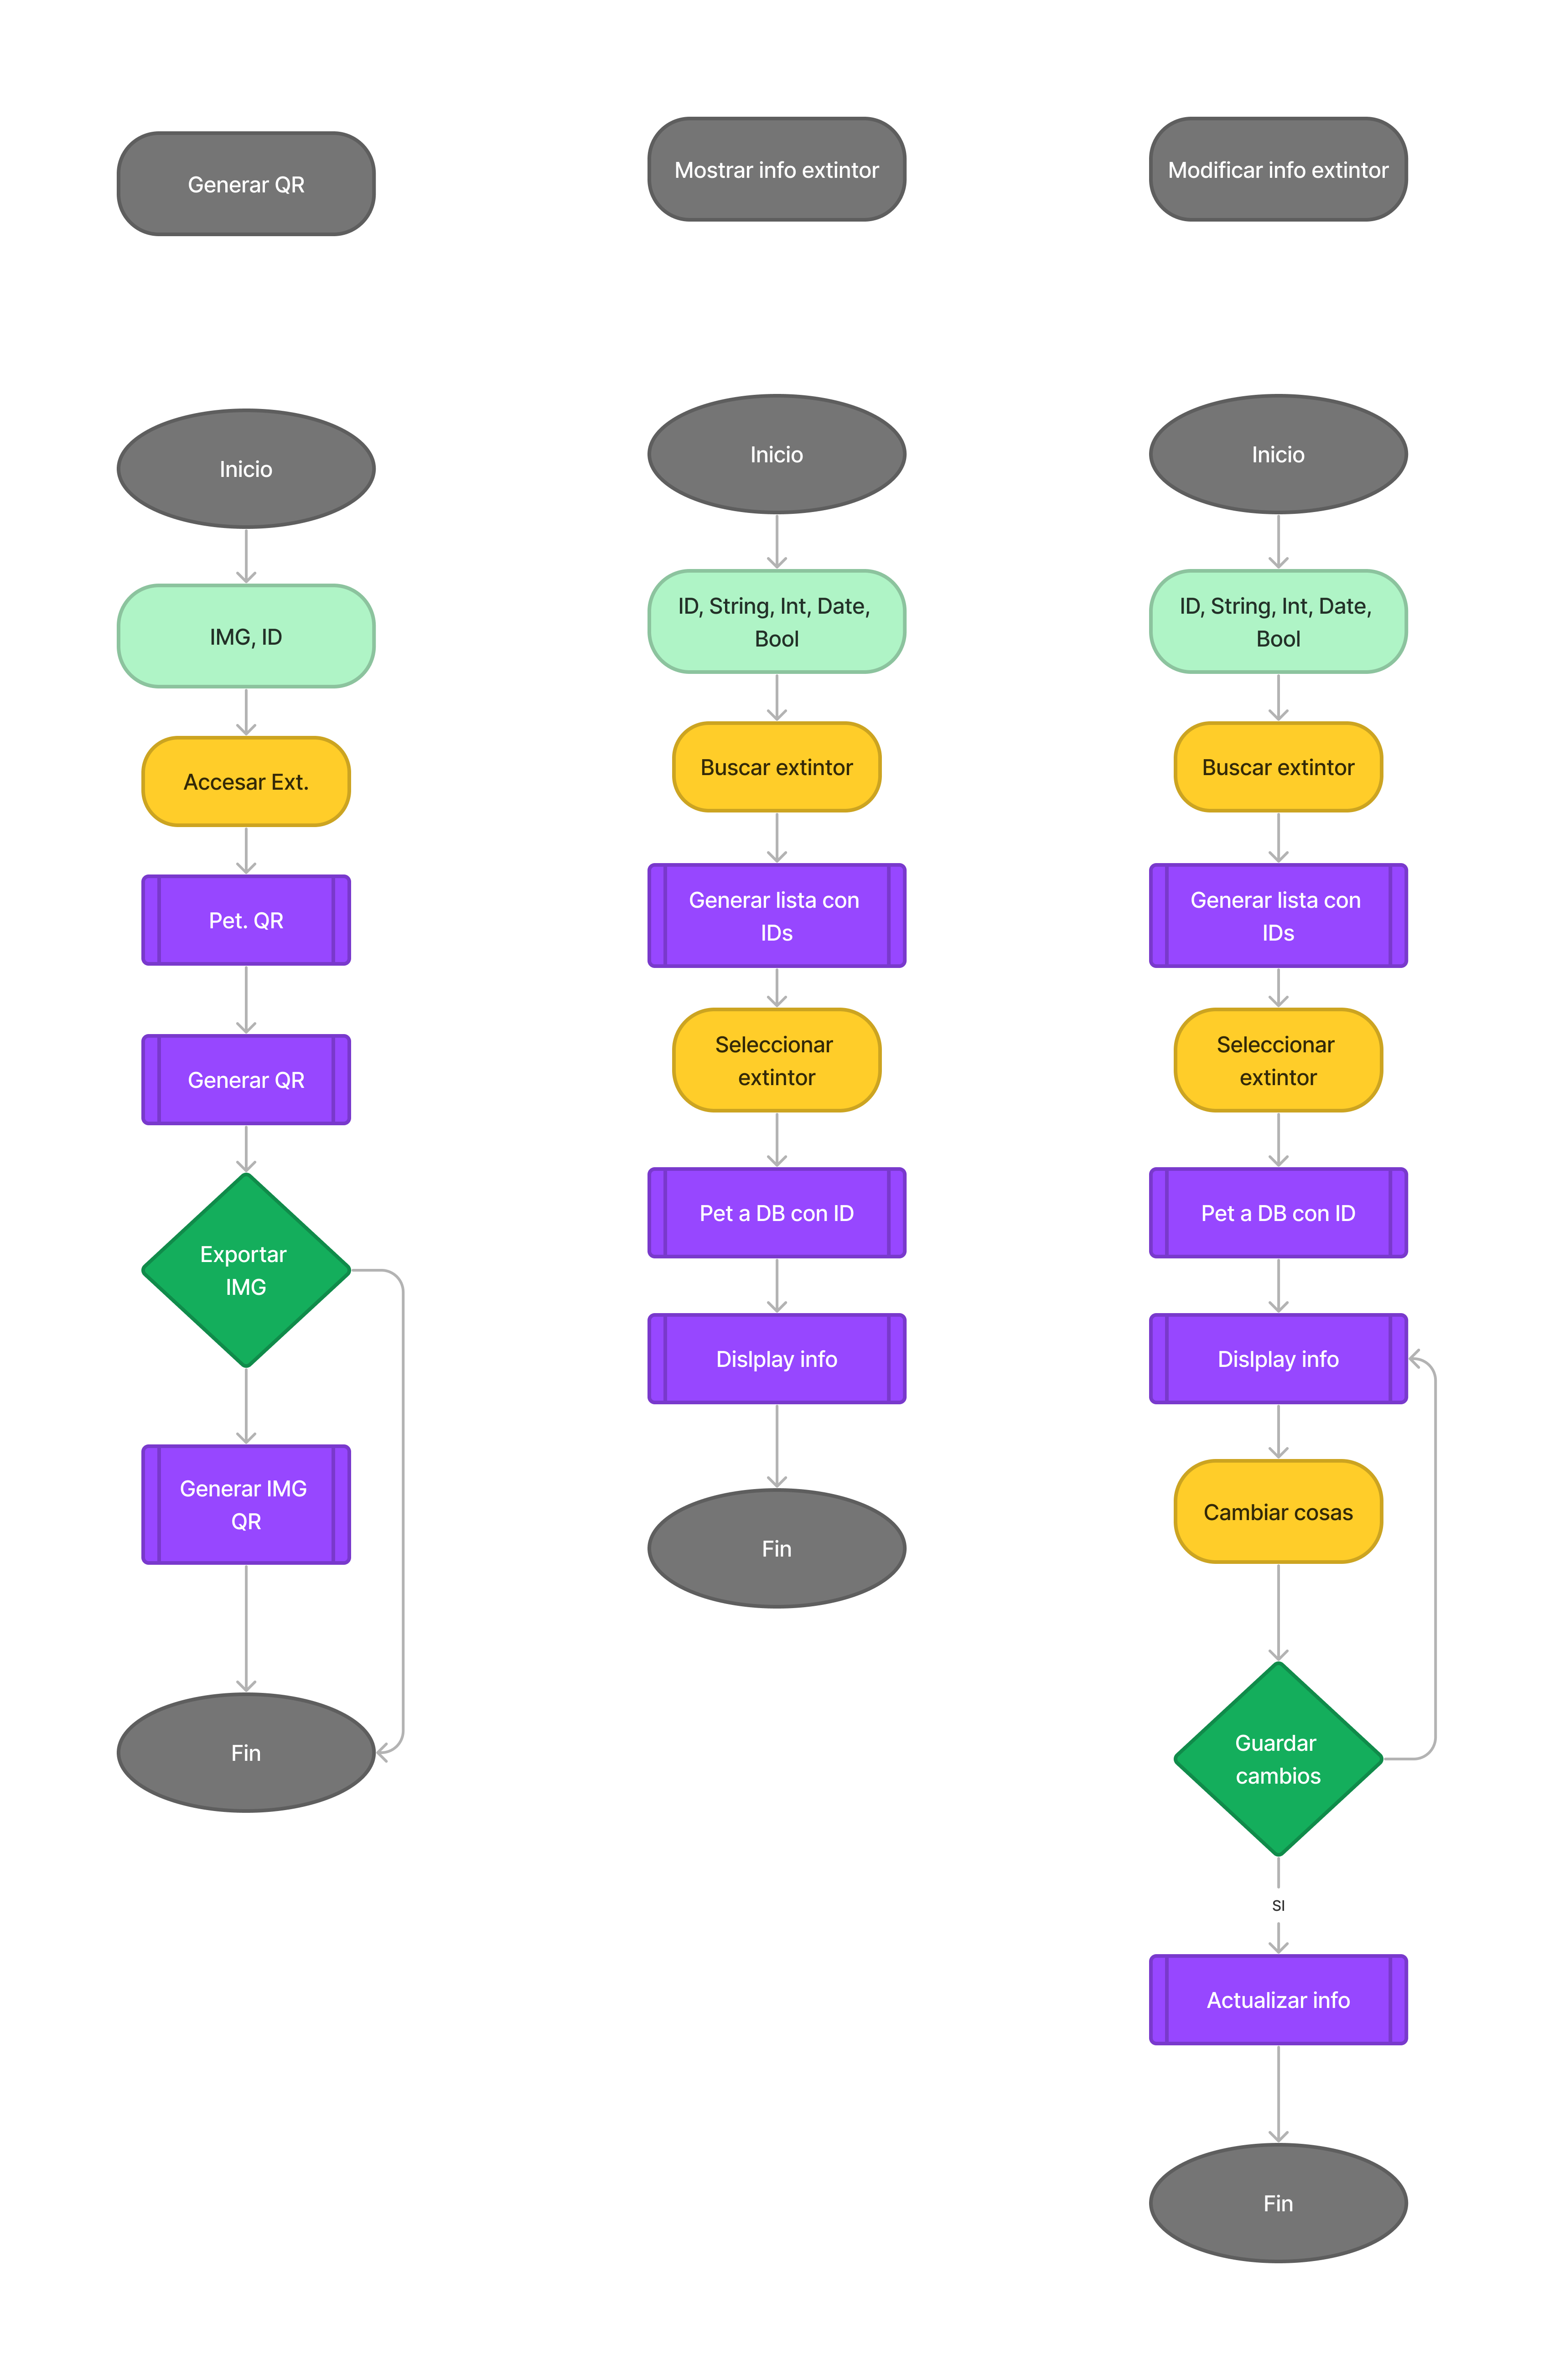 Generar QR
Inicio
IMG, ID
Accesar Ext.
Pet. QR
Generar QR
Exportar
IMG
Generar IMG
QR
Fin
Mostrar info extintor
Inicio
ID, String, Int, Date,
Bool
Buscar extintor
Generar lista con
IDs
Seleccionar
extintor
Pet a DB con ID
Dislplay info
Fin
Modificar info extintor
Inicio
ID, String, Int, Date,
Bool
Buscar extintor
Generar lista con
IDs
Seleccionar
extintor
Pet a DB con ID
Dislplay info
Cambiar cosas
Guardar
cambios
SI
Actualizar info
Fin